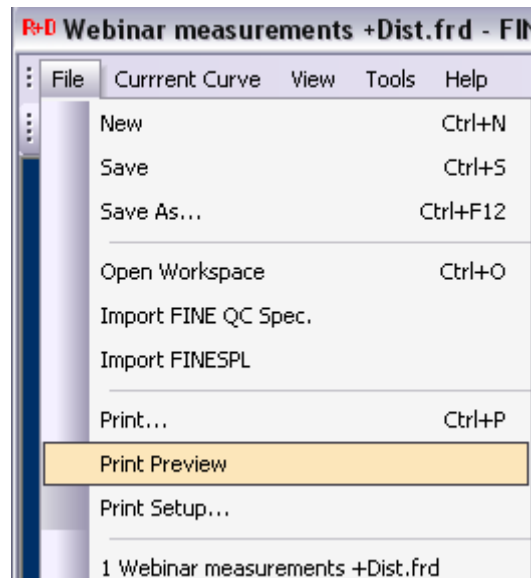 R+D Webinar measurements +Dist.frd - FIN
File Currrent Curve View Tools Help
New Ctrl+N
Save Ctrl+S
Save As... Ctrl+F12
Open Workspace Ctrl+O
Import FINE QC Spec.
Import FINESPL
Print... Ctrl+P
Print Preview
Print Setup...
1 Webinar measurements +Dist.frd